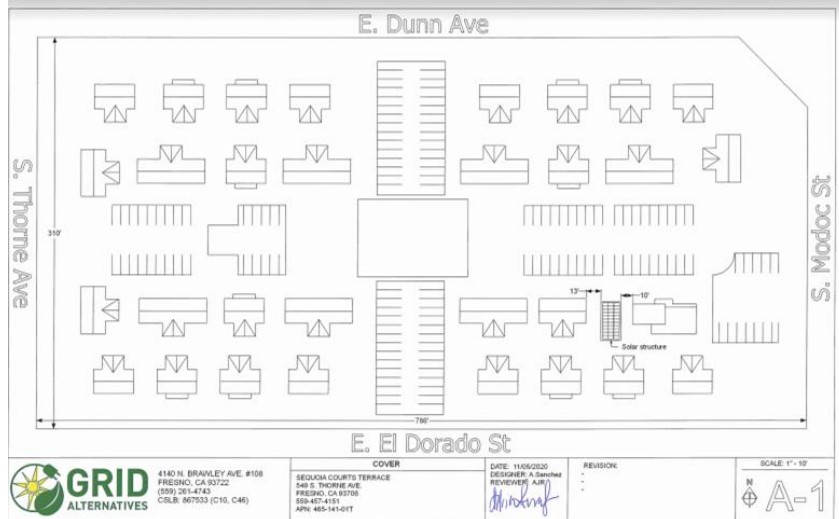 E. Dunn Ave
S. Thorne Ave
310'
S. Modoc St
13'
10'
Solar structure
786'
E. El Dorado St
GRID
ALTERNATIVES
4140 N. BRAWLEY AVE. #108
FRESNO, CA 93722
(559) 261-4743
CSLB: 867533 (C10, C46)
COVER
SEQUOIA COURTS TERRACE
549 S. THORNE AVE.
FRESNO, CA 93706
559-457-4151
APN: 465-141-01T
DATE: 11/05/2020
DESIGNER: A.Sanchez
REVIEWER: AJR
REVISION:
-
-
-
SCALE: 1" - 10'
N
A-1